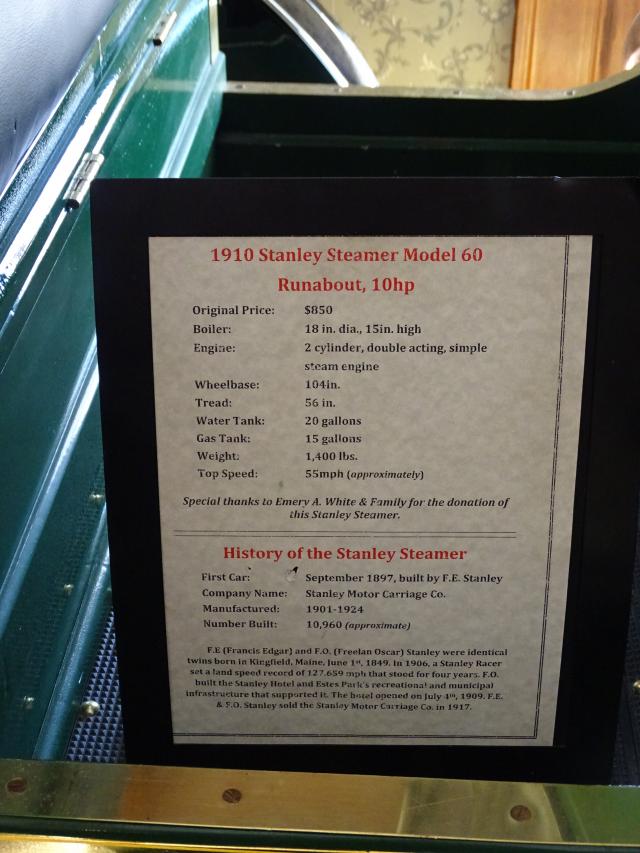 1910 Stanley Steamer Model 60
Runabout, 10hp
Original Price: $850
Boiler: 18 in. dia., 15in. high
Engine: 2 cylinder, double acting, simple
steam engine
Wheelbase: 104in.
Tread: 56 in.
Water Tank: 20 gallons
Gas Tank: 15 gallons
Weight: 1,400 lbs.
Top Speed: 55mph (approximately)
Special thanks to Emery A. White & Family for the donation of
this Stanley Steamer.
History of the Stanley Steamer
First Car: September 1897, built by F.E. Stanley
Company Name: Stanley Motor Carriage Co.
Manufactured: 1901-1924
Number Built: 10,960 (approximate)
F.E (Francis Edgar) and F.O. (Freelan Oscar) Stanley were identical
twins born in Kingfield, Maine, June 1st, 1849. In 1906, a Stanley Racer
set a land speed record of 127.659 mph that stood for four years. F.O.
built the Stanley Hotel and Estes Park's recreational and municipal
infrastructure that supported it. The hotel opened on July 4th, 1909. F.E.
& F.O. Stanley sold the Stanley Motor Carriage Co. in 1917.